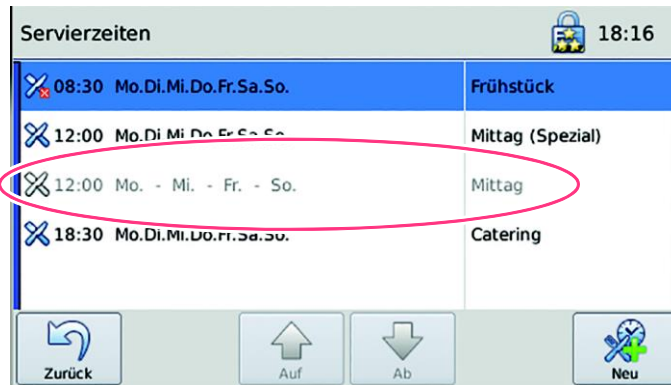 Servierzeiten 18:16
08:30 Mo.Di.Mi.Do.Fr.Sa.So. Frühstück
12:00 Mo.Di.Mi.Do.Fr.Sa.So. Mittag (Spezial)
12:00 Mo. - Mi. - Fr. - So. Mittag
18:30 Mo.Di.Mi.Do.Fr.Sa.So. Catering
Zurück Auf Ab Neu